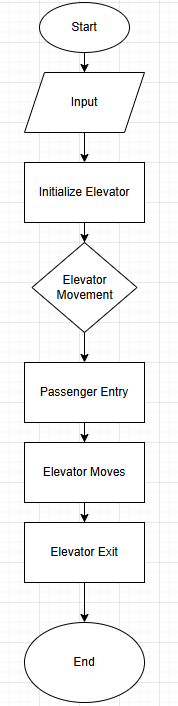 Start
Input
Initialize Elevator
Elevator
Movement
Passenger Entry
Elevator Moves
Elevator Exit
End